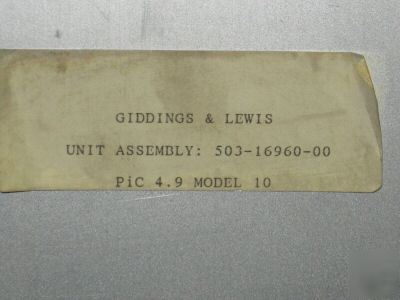 GIDDINGS & LEWIS
UNIT ASSEMBLY: 503-16960-00
PiC 4.9 MODEL 10